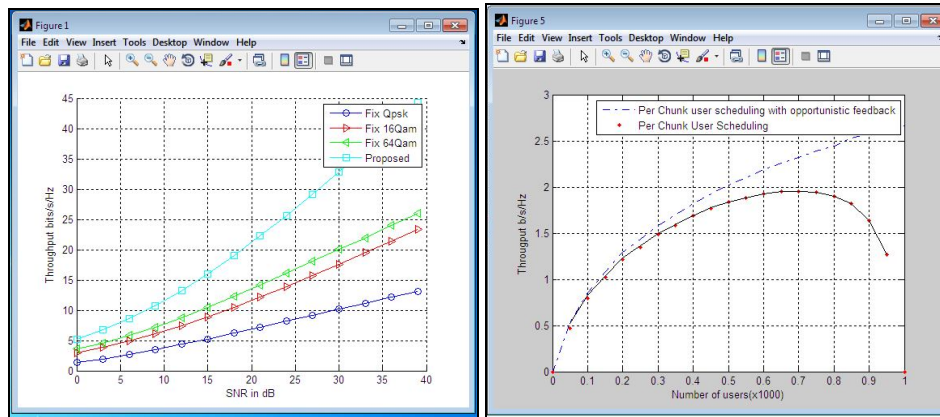 Figure 1
File Edit View Insert Tools Desktop Window Help
45
40
35
30
25
20
15
10
5
0
Throughput bits/s/Hz
Fix Qpsk
Fix 16Qam
Fix 64Qam
Proposed
0 5 10 15 20 25 30 35 40
SNR in dB
Figure 5
File Edit View Insert Tools Desktop Window Help
3
2.5
2
1.5
1
0.5
0
Througput b/s/Hz
Per Chunk user scheduling with opportunistic feedback
Per Chunk User Scheduling
0 0.1 0.2 0.3 0.4 0.5 0.6 0.7 0.8 0.9 1
Number of users(x1000)